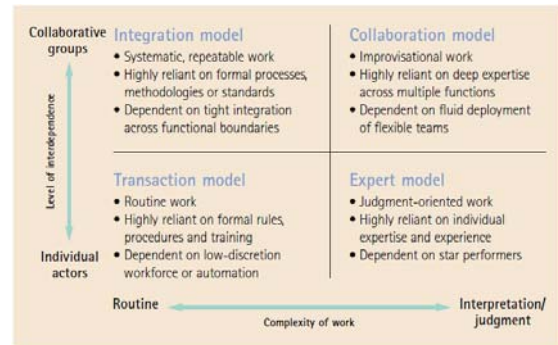 Collaborative
groups
Level of interdependence
Individual
actors
Integration model
• Systematic, repeatable work
• Highly reliant on formal processes,
methodologies or standards
• Dependent on tight integration
across functional boundaries
Collaboration model
• Improvisational work
• Highly reliant on deep expertise
across multiple functions
• Dependent on fluid deployment
of flexible teams
Transaction model
• Routine work
• Highly reliant on formal rules,
procedures and training
• Dependent on low-discretion
workforce or automation
Expert model
• Judgment-oriented work
• Highly reliant on individual
expertise and experience
• Dependent on star performers
Routine
Complexity of work
Interpretation/
judgment